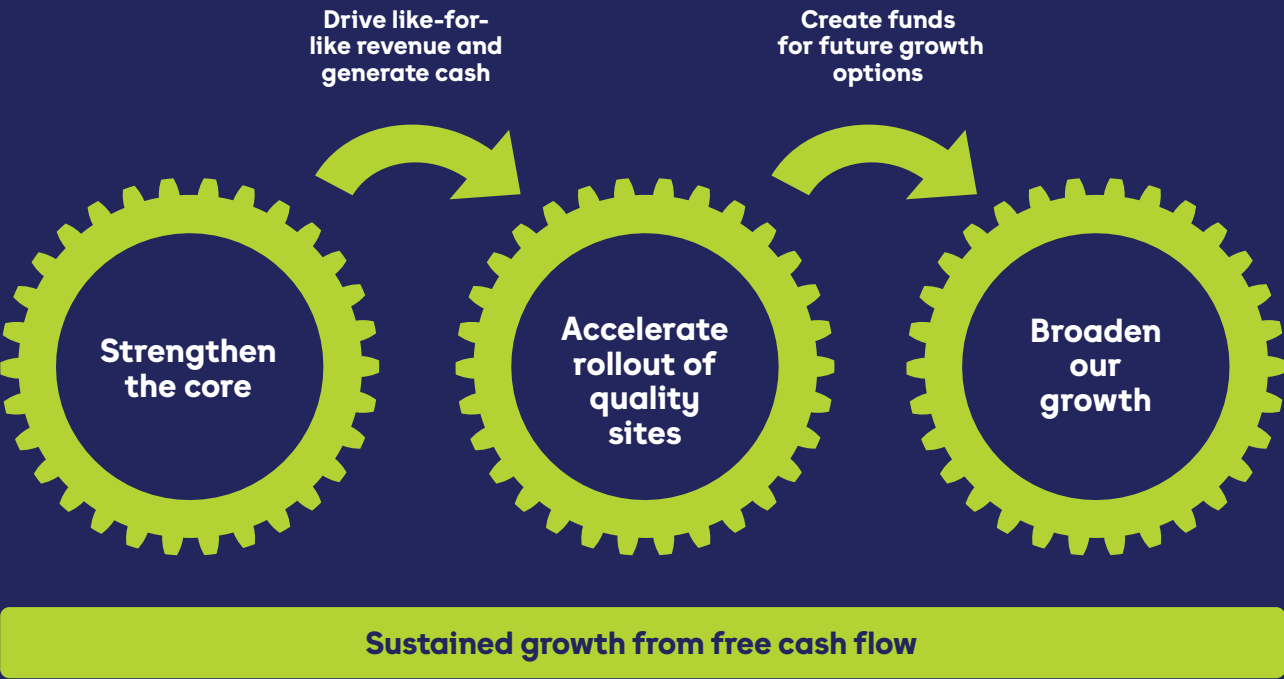 Drive like-for-
like revenue and
generate cash
Create funds
for future growth
options
Strengthen
the core
Accelerate
rollout of
quality
sites
Broaden
our
growth
Sustained growth from free cash flow